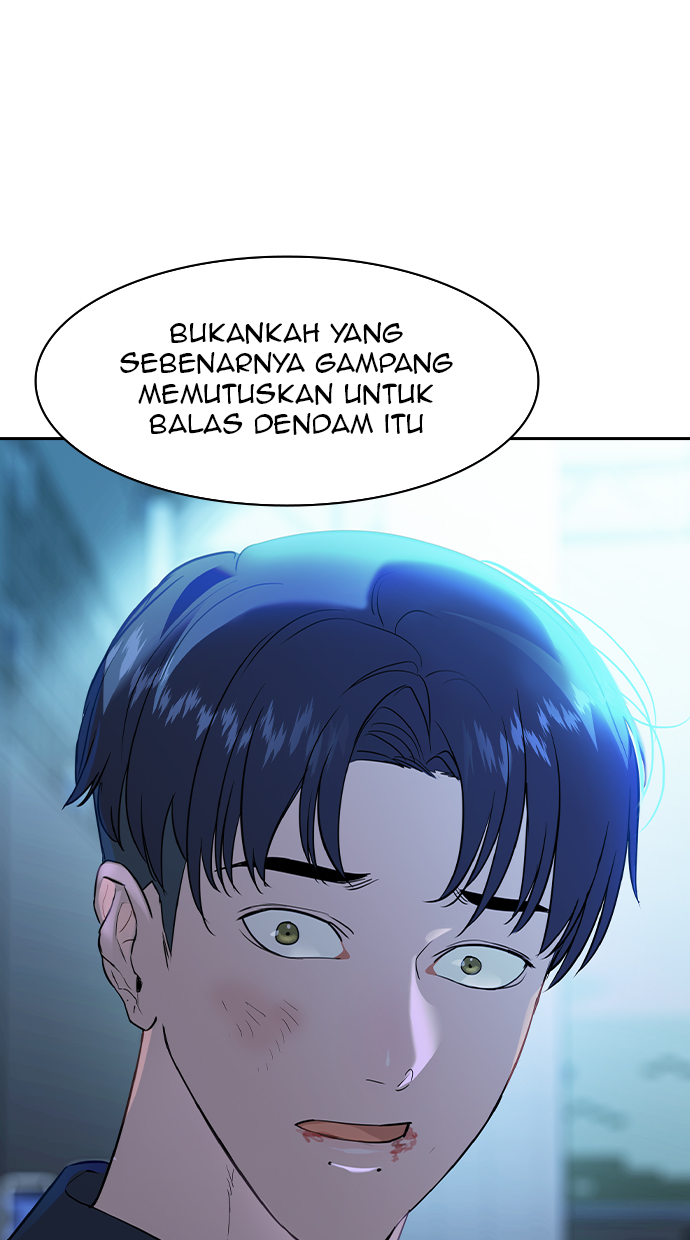 BUKANKAH YANG
SEBENARNYA GAMPANG
MEMUTUSKAN UNTUK
BALAS DENDAM ITU